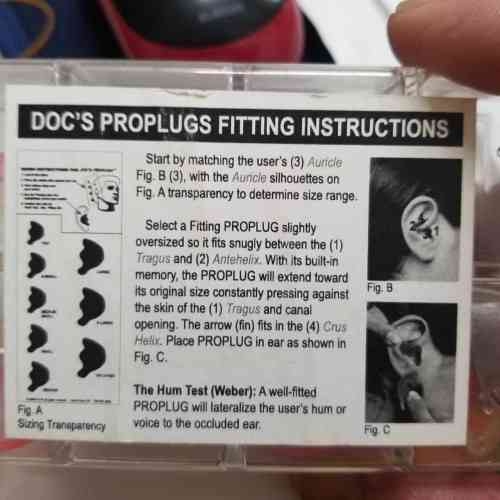 DOC'S PROPLUGS FITTING INSTRUCTIONS
Start by matching the user's (3) Auricle
Fig. B (3), with the Auricle silhouettes on
Fig. A transparency to determine size range.
Select a Fitting PROPLUG slightly
oversized so it fits snugly between the (1)
Tragus and (2) Antehelix. With its built-in
memory, the PROPLUG will extend toward
its original size constantly pressing against
the skin of the (1) Tragus and canal
opening. The arrow (fin) fits in the (4) Crus
Helix. Place PROPLUG in ear as shown in
Fig. C.
The Hum Test (Weber): A well-fitted
PROPLUG will lateralize the user's hum or
voice to the occluded ear.
Fig. A
Sizing Transparency
Fig. B
Fig. C